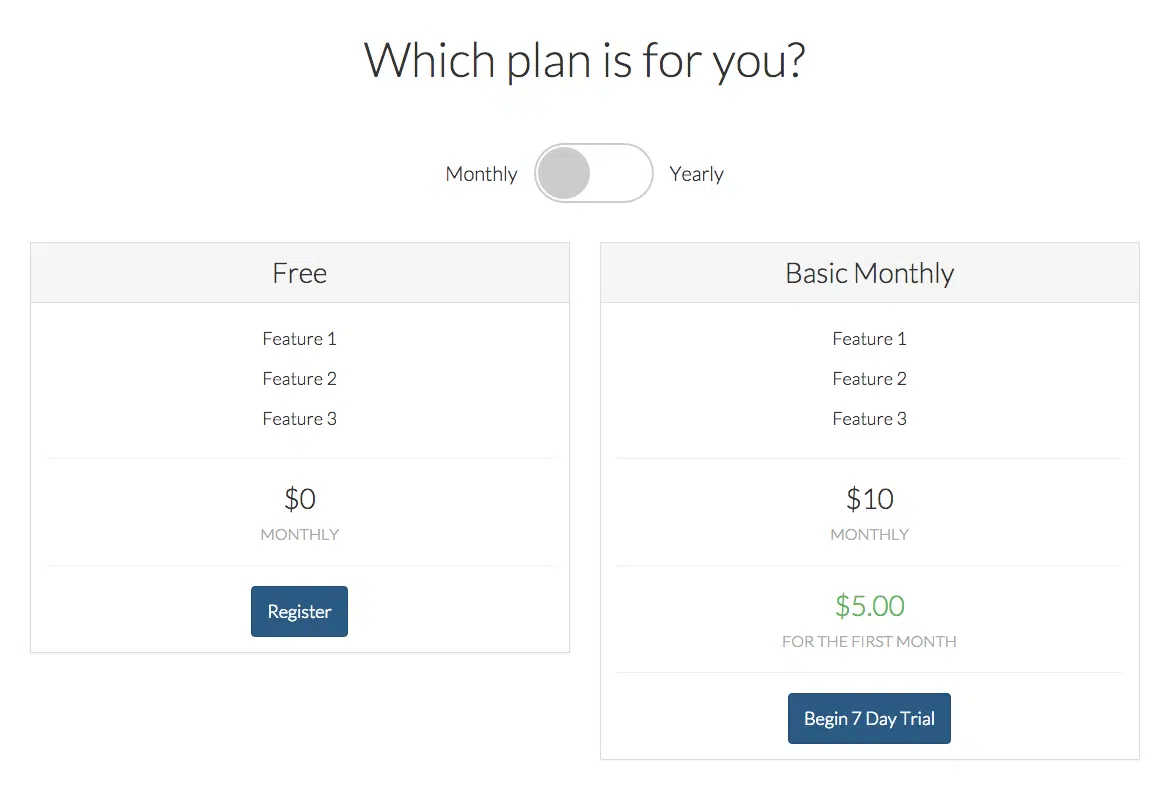 Which plan is for you?
Monthly Yearly
Free
Feature 1
Feature 2
Feature 3
$0
MONTHLY
Register
Basic Monthly
Feature 1
Feature 2
Feature 3
$10
MONTHLY
$5.00
FOR THE FIRST MONTH
Begin 7 Day Trial